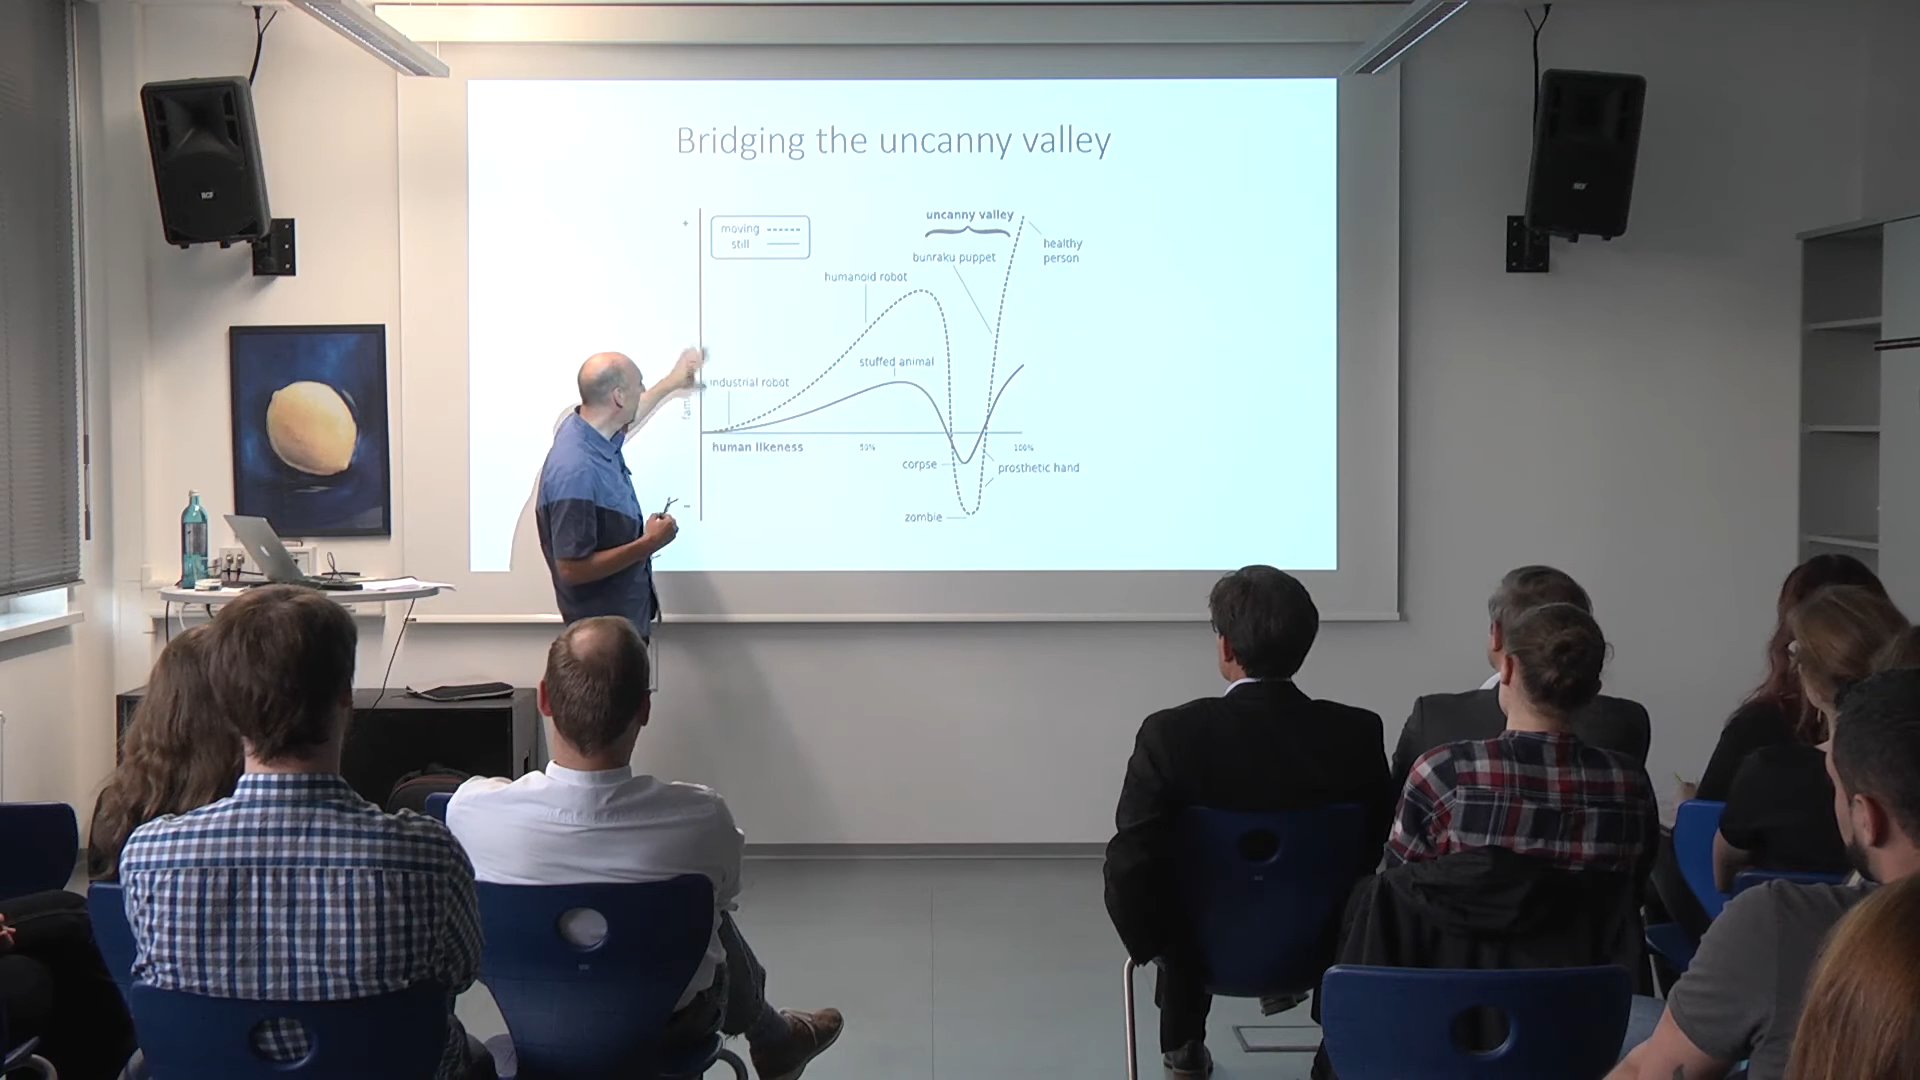 Bridging the uncanny valley
+
uncanny valley
moving
still
healthy
person
bunraku puppet
humanoid robot
stuffed animal
industrial robot
human likeness
50%
100%
corpse
prosthetic hand
zombie